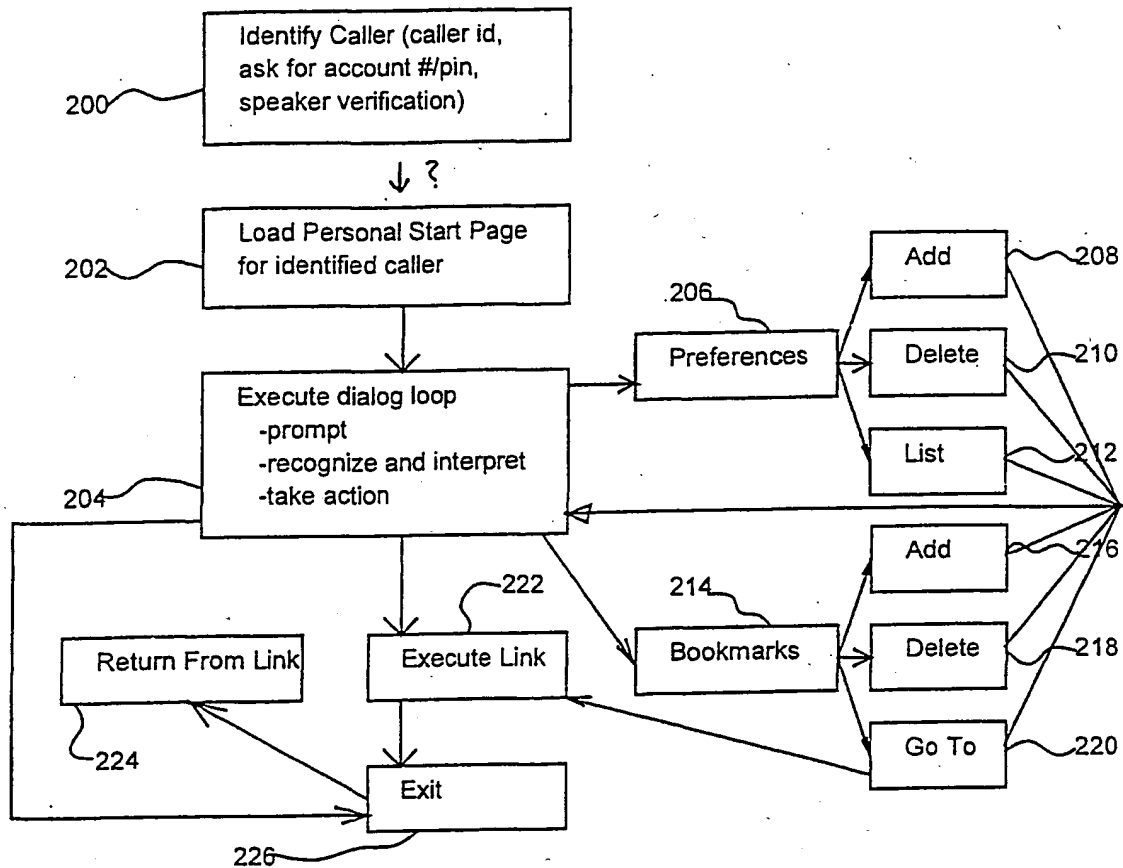 Identify Caller (caller id,
ask for account #/pin,
speaker verification)
200
?
Load Personal Start Page
for identified caller
202
Execute dialog loop
-prompt
-recognize and interpret
-take action
204
206
Preferences
Add
208
Delete
210
List
212
214
Bookmarks
Add
216
Delete
218
Go To
220
222
Execute Link
Return From Link
224
Exit
226